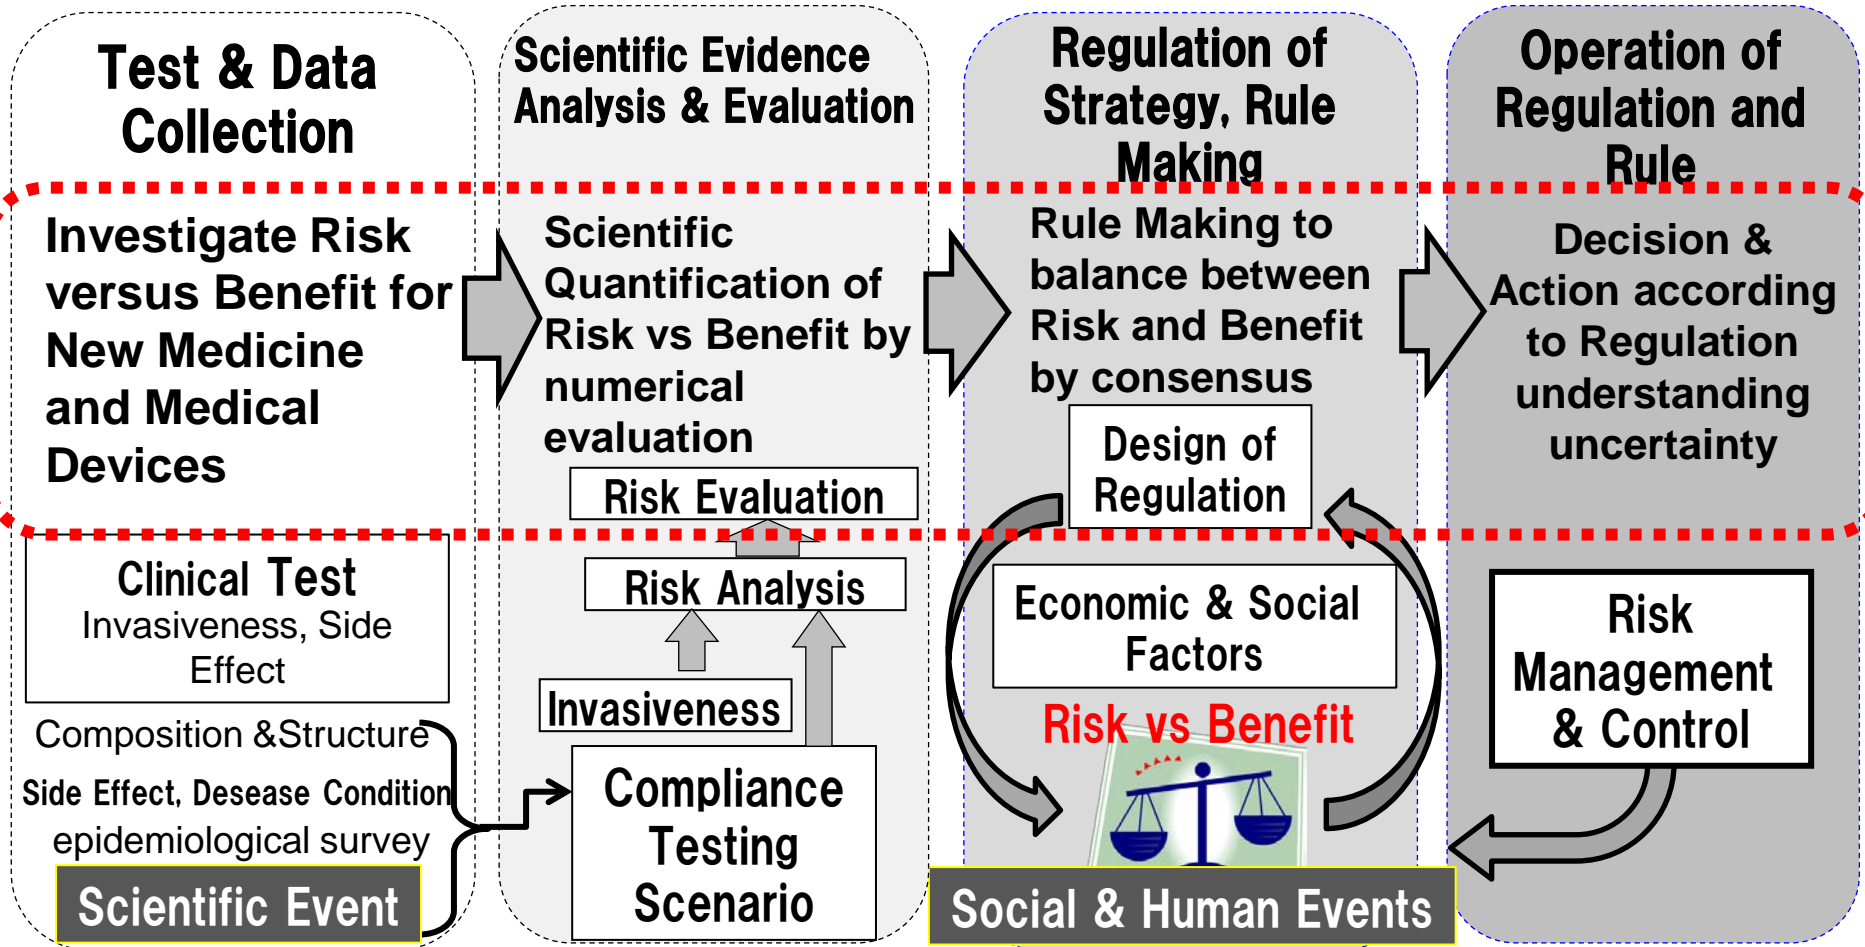 Test & Data
Collection
Investigate Risk
versus Benefit for
New Medicine
and Medical
Devices
Clinical Test
Invasiveness, Side
Effect
Composition &Structure
Side Effect, Desease Condition
epidemiological survey
Scientific Event
Scientific Evidence
Analysis & Evaluation
Scientific
Quantification of
Risk vs Benefit by
numerical
evaluation
Risk Evaluation
Risk Analysis
Invasiveness
Compliance
Testing
Scenario
Regulation of
Strategy, Rule
Making
Rule Making to
balance between
Risk and Benefit
by consensus
Design of
Regulation
Economic & Social
Factors
Risk vs Benefit
Social & Human Events
Operation of
Regulation and
Rule
Decision &
Action according
to Regulation
understanding
uncertainty
Risk
Management
& Control